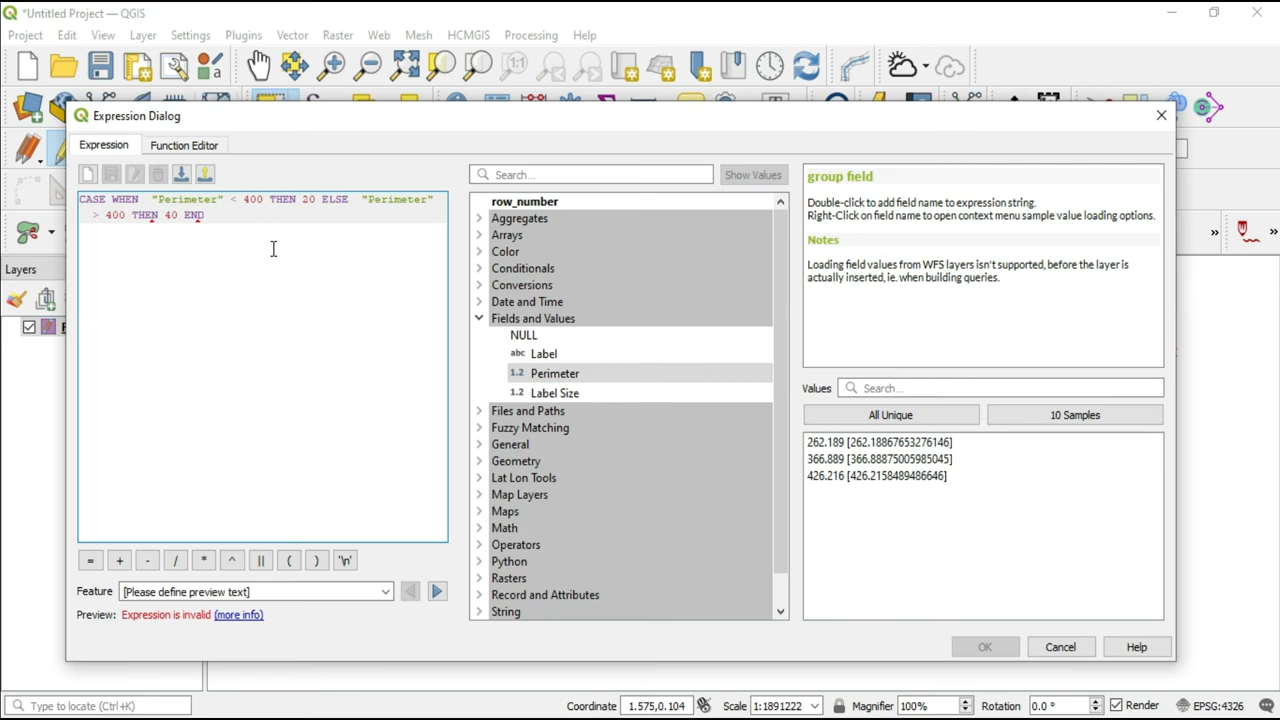 *Untitled Project — QGIS
Project Edit View Layer Settings Plugins Vector Raster Web Mesh HCMGIS Processing Help
Expression Dialog
Expression Function Editor
Search... Show Values
CASE WHEN "Perimeter" < 400 THEN 20 ELSE "Perimeter"
> 400 THEN 40 END
row_number
Aggregates
Arrays
Color
Conditionals
Conversions
Date and Time
Fields and Values
NULL
abc Label
1.2 Perimeter
1.2 Label Size
Files and Paths
Fuzzy Matching
General
Geometry
Lat Lon Tools
Map Layers
Maps
Math
Operators
Python
Rasters
Record and Attributes
String
group field
Double-click to add field name to expression string.
Right-Click on field name to open context menu sample value loading options.
Notes
Loading field values from WFS layers isn't supported, before the layer is
actually inserted, ie. when building queries.
Values Search...
All Unique 10 Samples
262.189 [262.18867653276146]
366.889 [366.88875005985045]
426.216 [426.2158489486646]
= + - / * ^ || ( ) '\n'
Feature [Please define preview text]
Preview: Expression is invalid (more info)
OK Cancel Help
Layers
Type to locate (Ctrl+K) Coordinate 1.575,0.104 Scale 1:1891222 Magnifier 100% Rotation 0.0 ° Render EPSG:4326